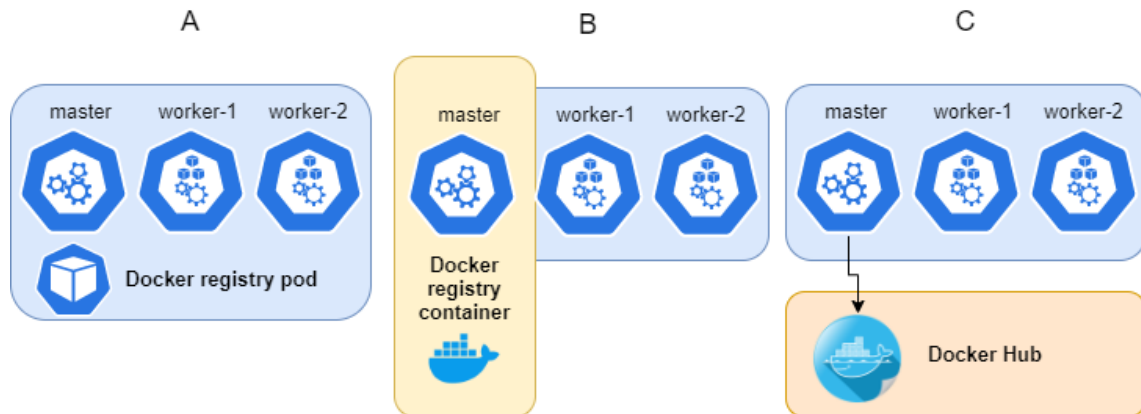 A
B
C
master
worker-1
worker-2
Docker registry pod
master
worker-1
worker-2
Docker
registry
container
master
worker-1
worker-2
Docker Hub